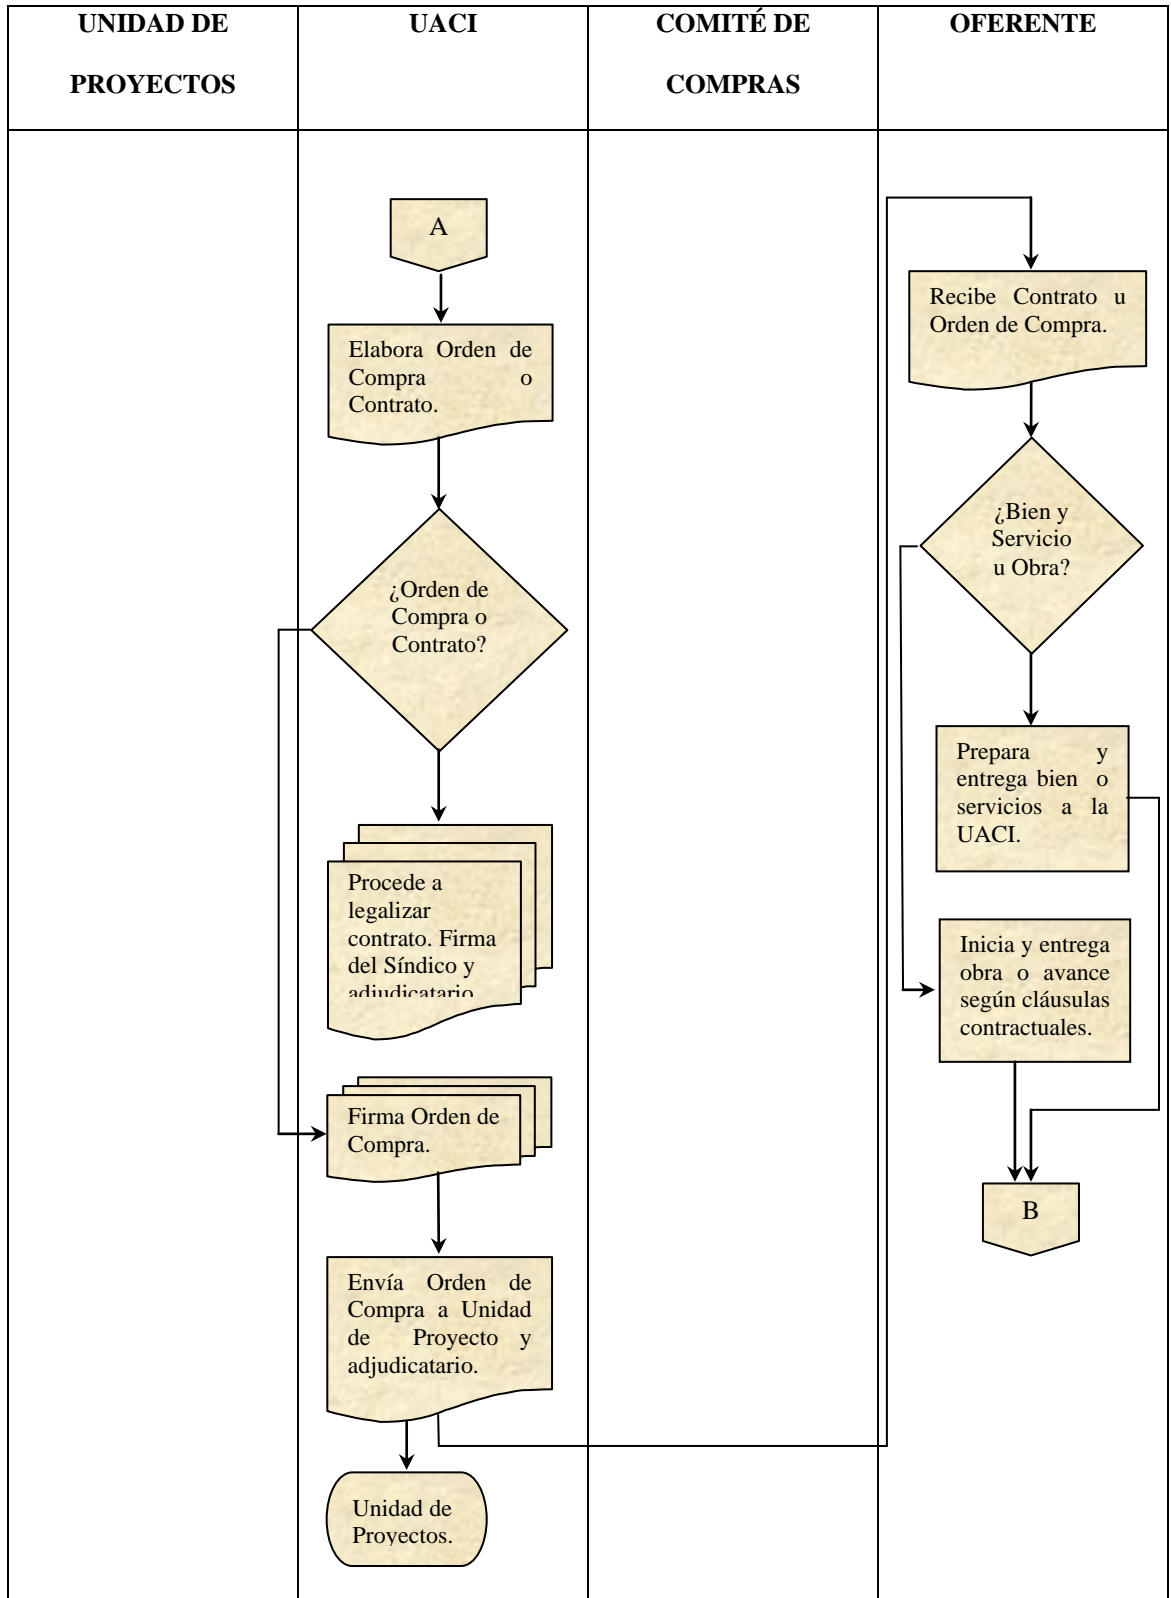 UNIDAD DE
PROYECTOS
UACI
COMITÉ DE
COMPRAS
OFERENTE
A
Elabora Orden de
Compra o
Contrato.
¿Orden de
Compra o
Contrato?
Procede a
legalizar
contrato. Firma
del Síndico y
adjudicatario
Firma Orden de
Compra.
Envía Orden de
Compra a Unidad
de Proyecto y
adjudicatario.
Unidad de
Proyectos.
Recibe Contrato u
Orden de Compra.
¿Bien y
Servicio
u Obra?
Prepara y
entrega bien o
servicios a la
UACI.
Inicia y entrega
obra o avance
según cláusulas
contractuales.
B